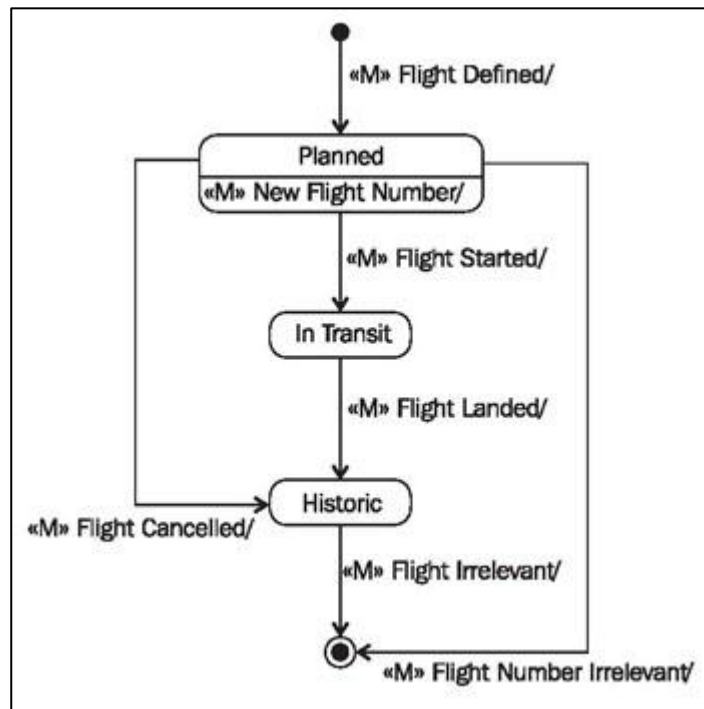 «M» Flight Defined/
Planned
«M» New Flight Number/
«M» Flight Started/
In Transit
«M» Flight Landed/
Historic
«M» Flight Cancelled/
«M» Flight Irrelevant/
«M» Flight Number Irrelevant/